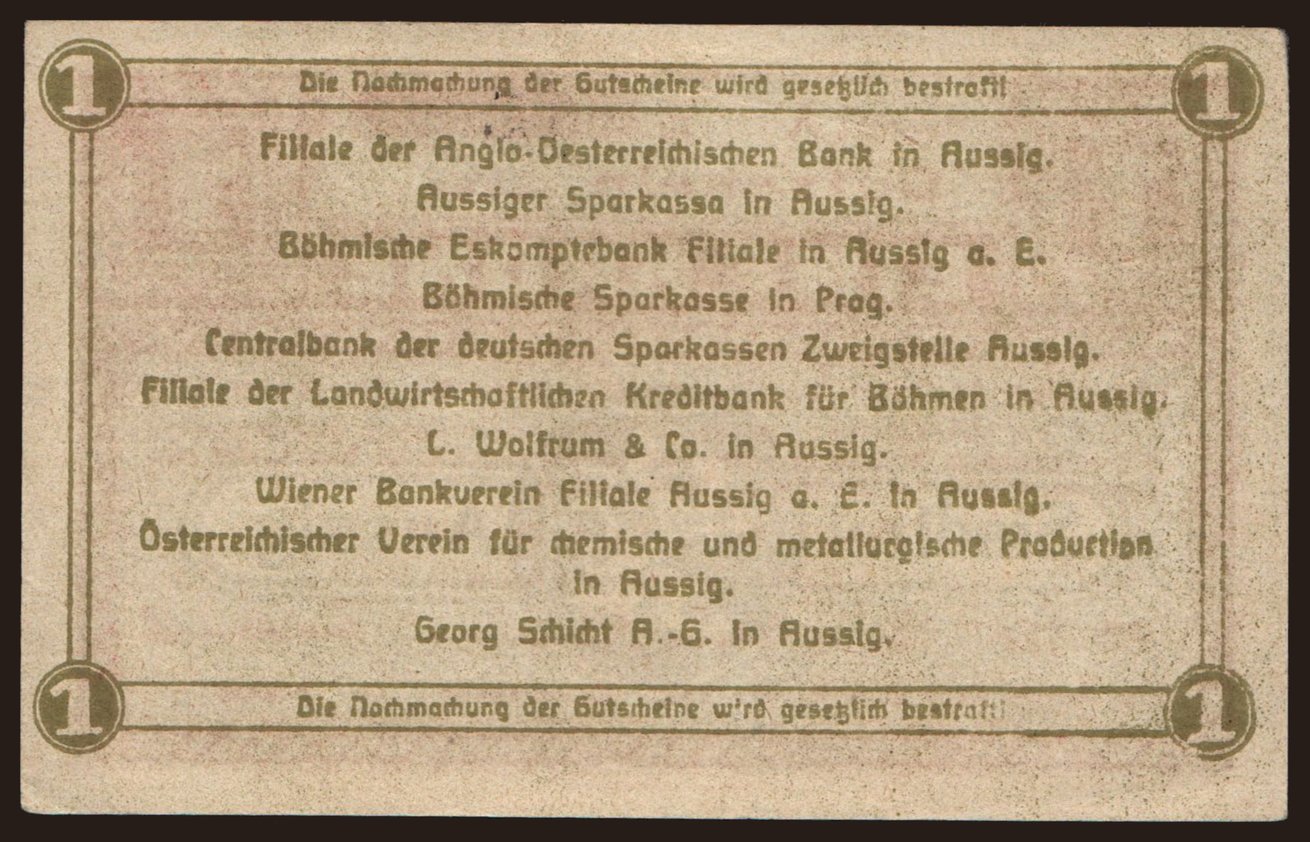 1 Die Nachmachung der Gutscheine wird gesetzlich bestraft! 1
Filiale der Anglo-Oesterreichischen Bank in Aussig.
Aussiger Sparkassa in Aussig.
Böhmische Eskomptebank Filiale in Aussig a. E.
Böhmische Sparkasse in Prag.
Centralbank der deutschen Sparkassen Zweigstelle Aussig.
Filiale der Landwirtschaftlichen Kreditbank für Böhmen in Aussig.
L. Wolfrum & Co. in Aussig.
Wiener Bankverein Filiale Aussig a. E. in Aussig.
Österreichischer Verein für chemische und metallurgische Production
in Aussig.
Georg Schicht A.-G. in Aussig.
1 Die Nachmachung der Gutscheine wird gesetzlich bestraft! 1